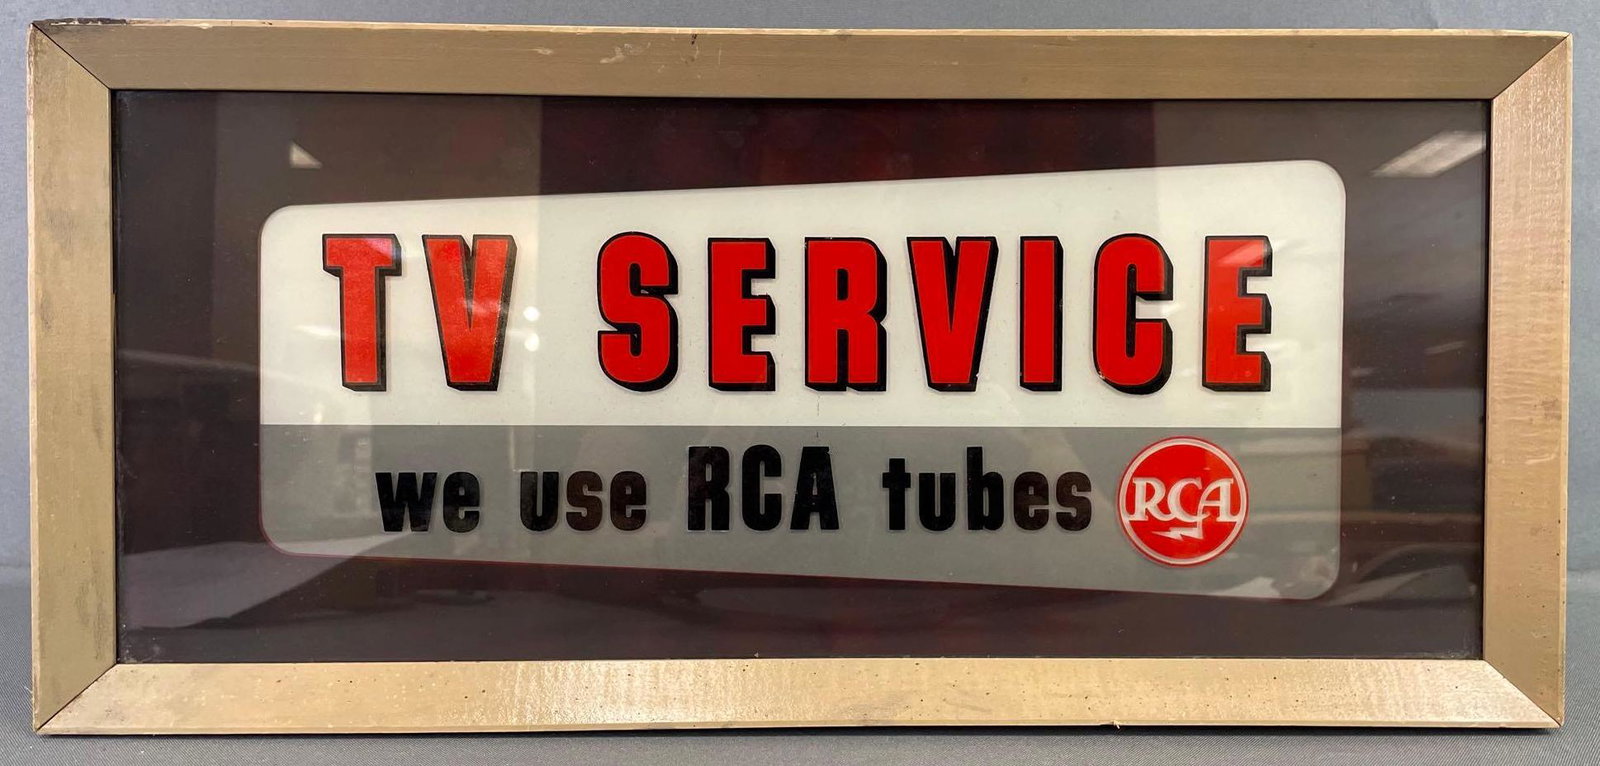 TV SERVICE
we use RCA tubes
RCA